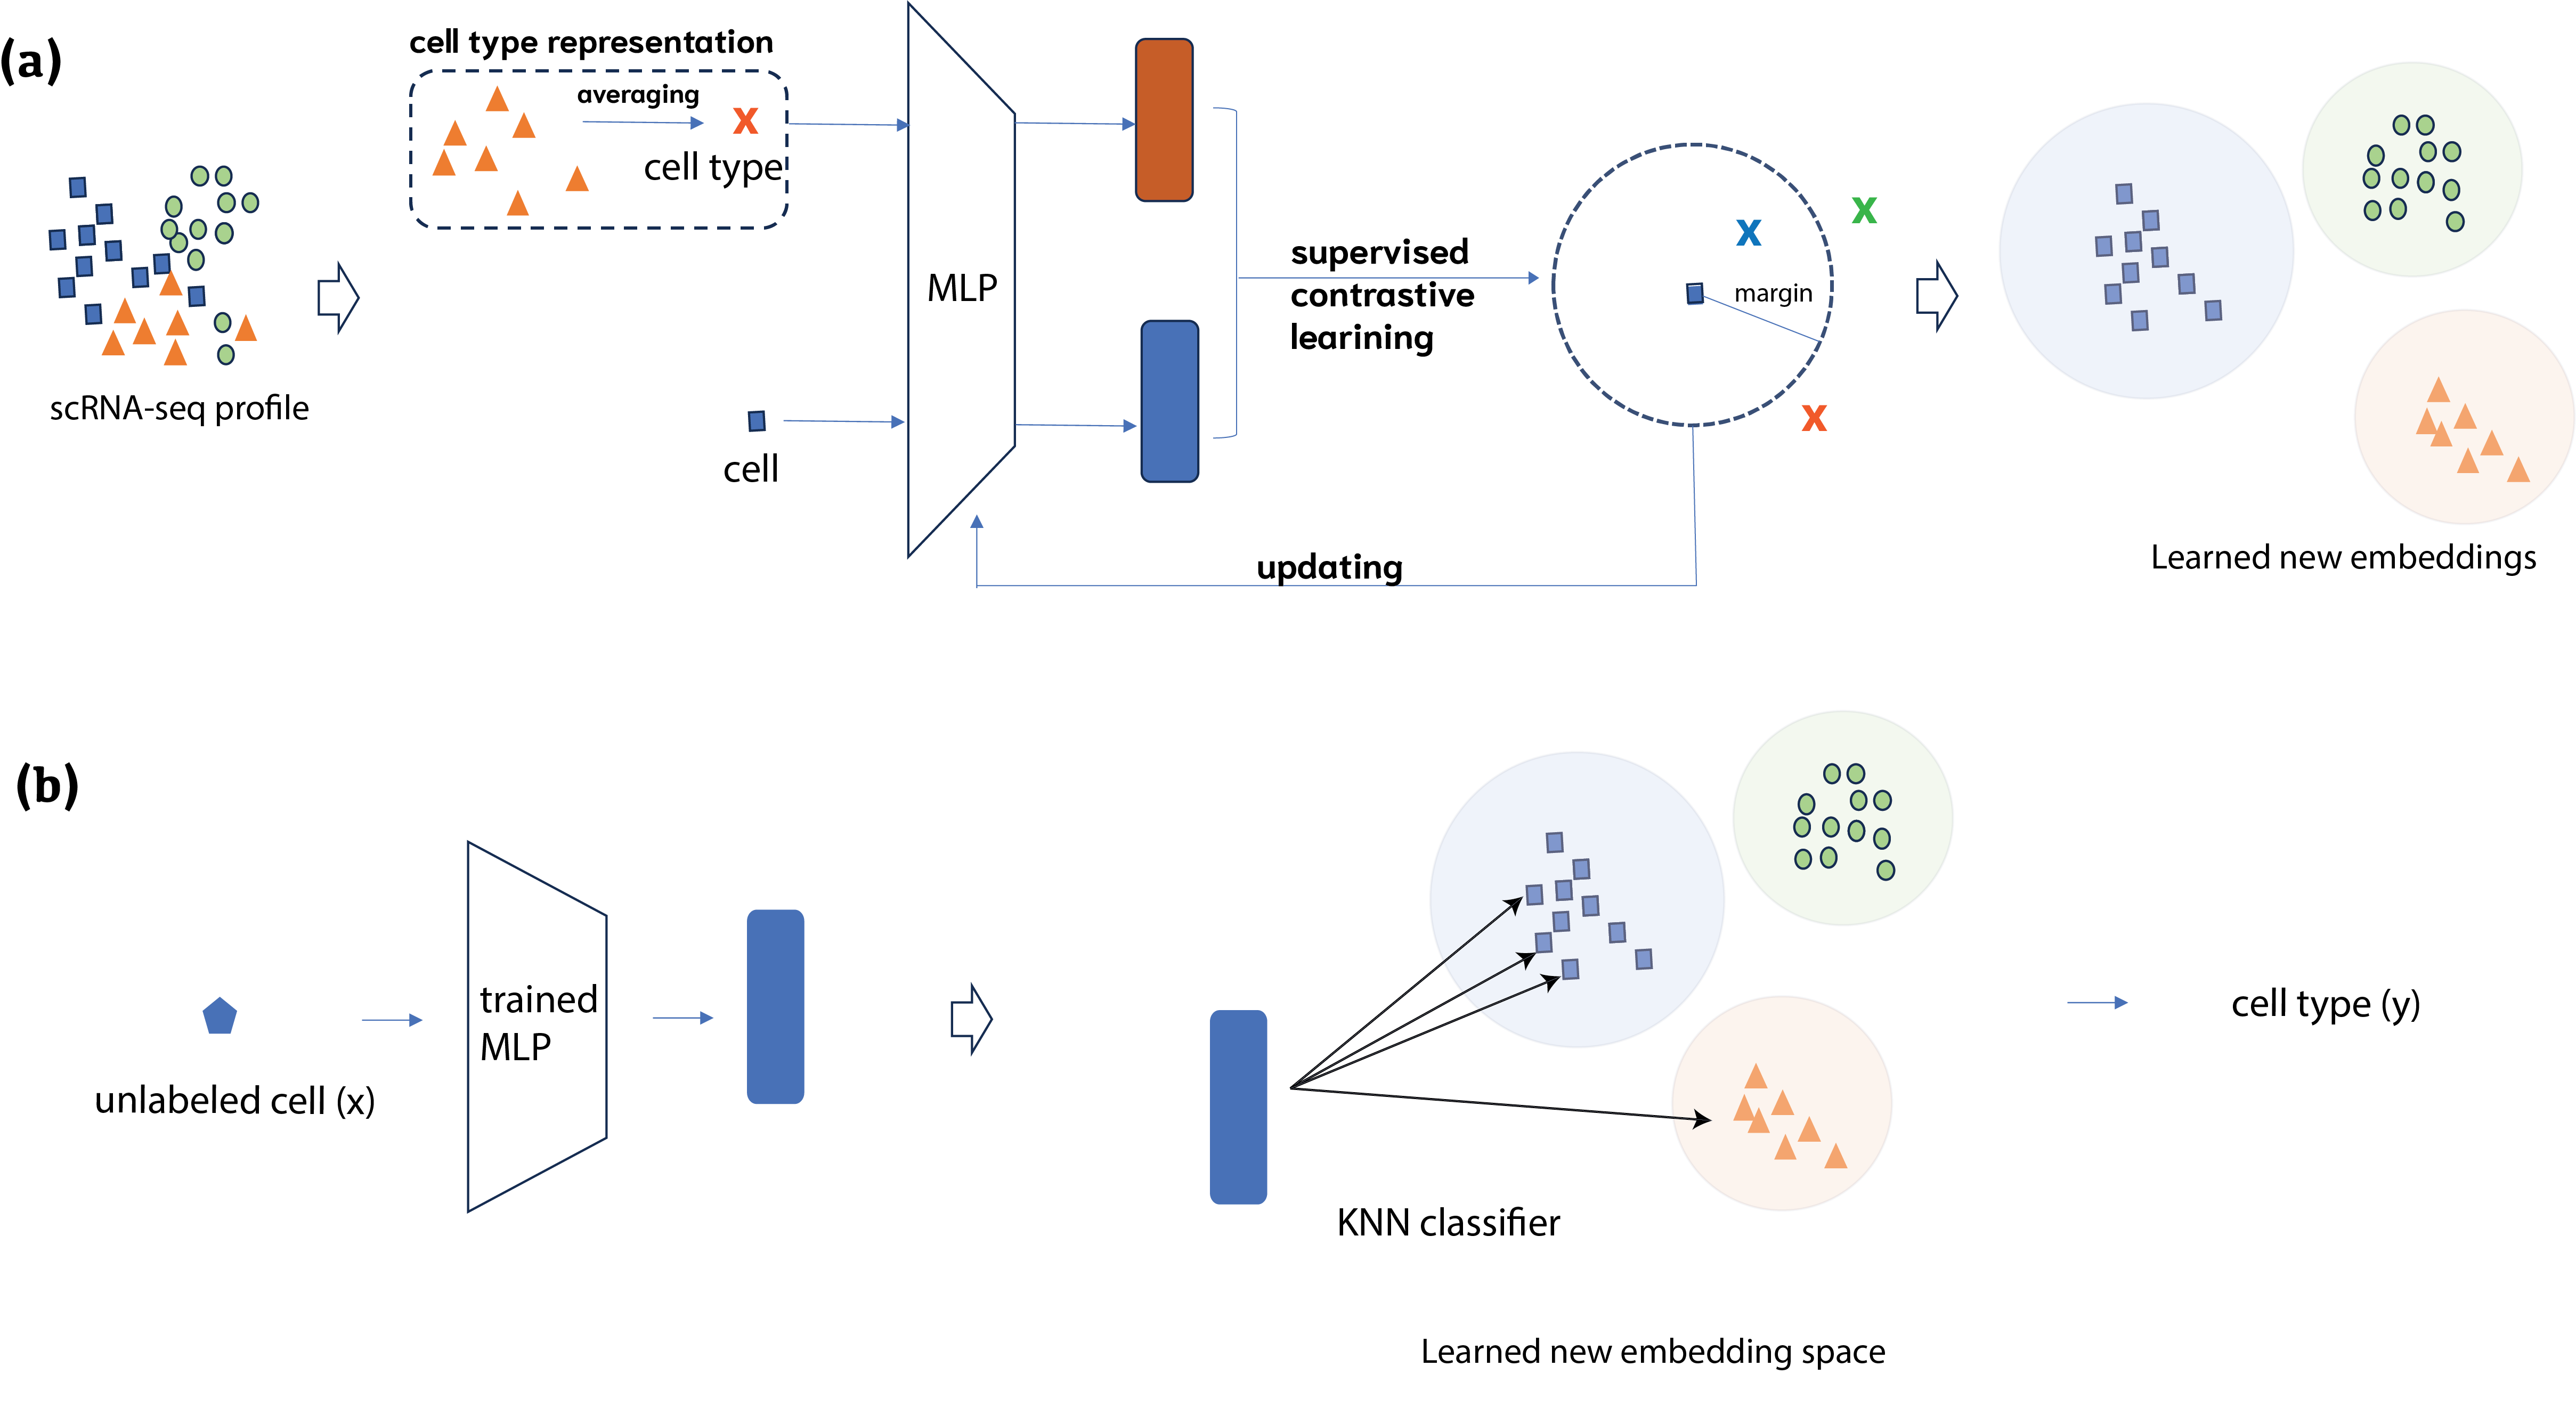 (a)
cell type representation
averaging
X
cell type
scRNA-seq profile
cell
MLP
supervised
contrastive
learining
X
X
margin
X
updating
Learned new embeddings
(b)
unlabeled cell (x)
trained
MLP
KNN classifier
cell type (y)
Learned new embedding space